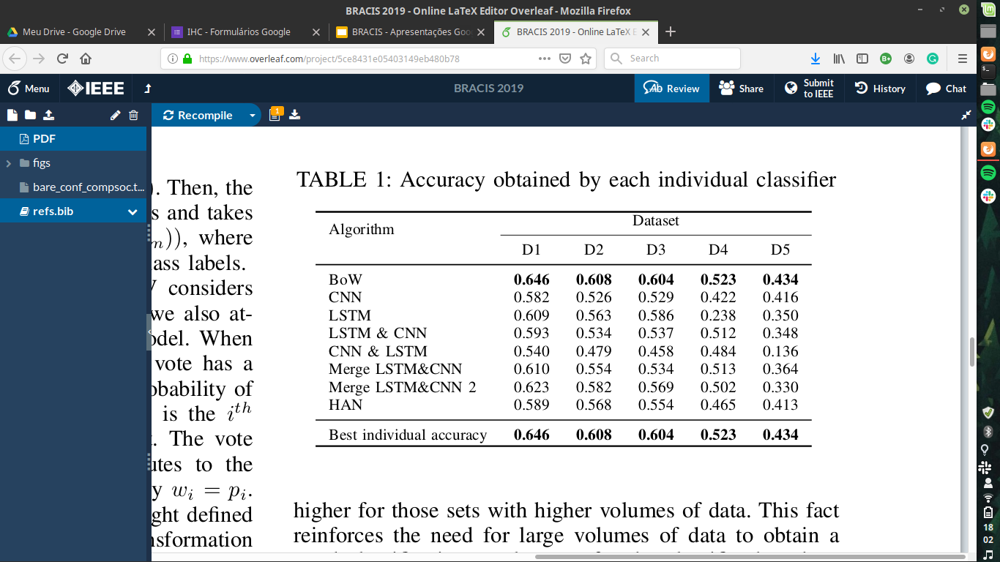 BRACIS 2019 - Online LaTeX Editor Overleaf - Mozilla Firefox
Meu Drive - Google Drive
IHC - Formulários Google
BRACIS - Apresentações Goo
BRACIS 2019 - Online LaTeX E
https://www.overleaf.com/project/5ce8431e05403149eb480b78
Search
Menu
IEEE
BRACIS 2019
Review
Share
Submit to IEEE
History
Chat
Recompile
1
PDF
figs
bare_conf_compsoc.t...
refs.bib
). Then, the
s and takes
m)), where
ass labels.
V considers
we also at-
odel. When
vote has a
obability of
is the i^th
t. The vote
utes to the
y w_i = p_i.
ght defined
nsformation
TABLE 1: Accuracy obtained by each individual classifier
Algorithm Dataset
D1 D2 D3 D4 D5
BoW 0.646 0.608 0.604 0.523 0.434
CNN 0.582 0.526 0.529 0.422 0.416
LSTM 0.609 0.563 0.586 0.238 0.350
LSTM & CNN 0.593 0.534 0.537 0.512 0.348
CNN & LSTM 0.540 0.479 0.458 0.484 0.136
Merge LSTM&CNN 0.610 0.554 0.534 0.513 0.364
Merge LSTM&CNN 2 0.623 0.582 0.569 0.502 0.330
HAN 0.589 0.568 0.554 0.465 0.413
Best individual accuracy 0.646 0.608 0.604 0.523 0.434
higher for those sets with higher volumes of data. This fact
reinforces the need for large volumes of data to obtain a
18
02